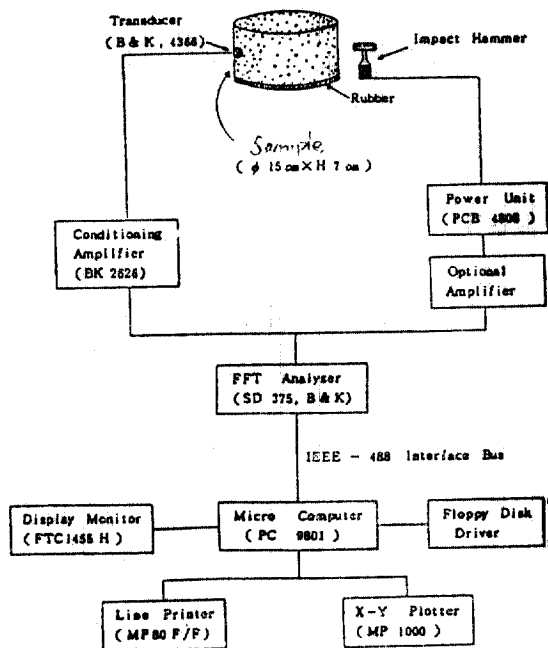 Transducer
( B & K , 4366 )
Impact Hammer
Rubber
Sample
( φ 15 cm × H 7 cm )
Power Unit
( PCB 4808 )
Conditioning
Amplifier
(BK 2626)
Optional
Amplifier
FFT Analyser
( SD 375, B & K )
IEEE - 488 Interface Bus
Display Monitor
( FTC1455 H )
Micro Computer
( PC 9801 )
Floppy Disk
Driver
Line Printer
( MP80 F/F )
X-Y Plotter
( MP 1000 )